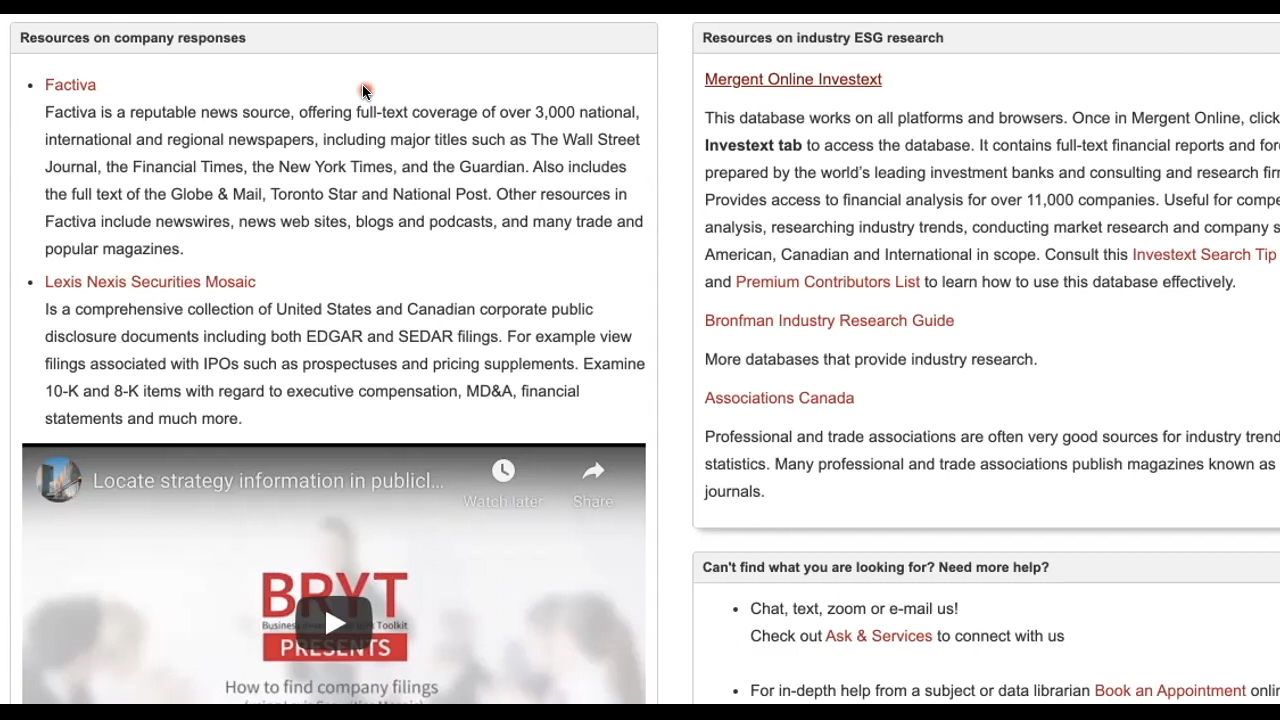 Resources on company responses
Factiva
Factiva is a reputable news source, offering full-text coverage of over 3,000 national,
international and regional newspapers, including major titles such as The Wall Street
Journal, the Financial Times, the New York Times, and the Guardian. Also includes
the full text of the Globe & Mail, Toronto Star and National Post. Other resources in
Factiva include newswires, news web sites, blogs and podcasts, and many trade and
popular magazines.
Lexis Nexis Securities Mosaic
Is a comprehensive collection of United States and Canadian corporate public
disclosure documents including both EDGAR and SEDAR filings. For example view
filings associated with IPOs such as prospectuses and pricing supplements. Examine
10-K and 8-K items with regard to executive compensation, MD&A, financial
statements and much more.
Locate strategy information in publicl...
Watch later
Share
BRYT
Business
Toolkit
PRESENTS
How to find company filings
Resources on industry ESG research
Mergent Online Investext
This database works on all platforms and browsers. Once in Mergent Online, click
Investext tab to access the database. It contains full-text financial reports and
prepared by the world's leading investment banks and consulting and research
Provides access to financial analysis for over 11,000 companies. Useful for
analysis, researching industry trends, conducting market research and company
American, Canadian and International in scope. Consult this Investext Search Tip
and Premium Contributors List to learn how to use this database effectively.
Bronfman Industry Research Guide
More databases that provide industry research.
Associations Canada
Professional and trade associations are often very good sources for industry
statistics. Many professional and trade associations publish magazines known as
journals.
Can't find what you are looking for? Need more help?
Chat, text, zoom or e-mail us!
Check out Ask & Services to connect with us
For in-depth help from a subject or data librarian Book an Appointment